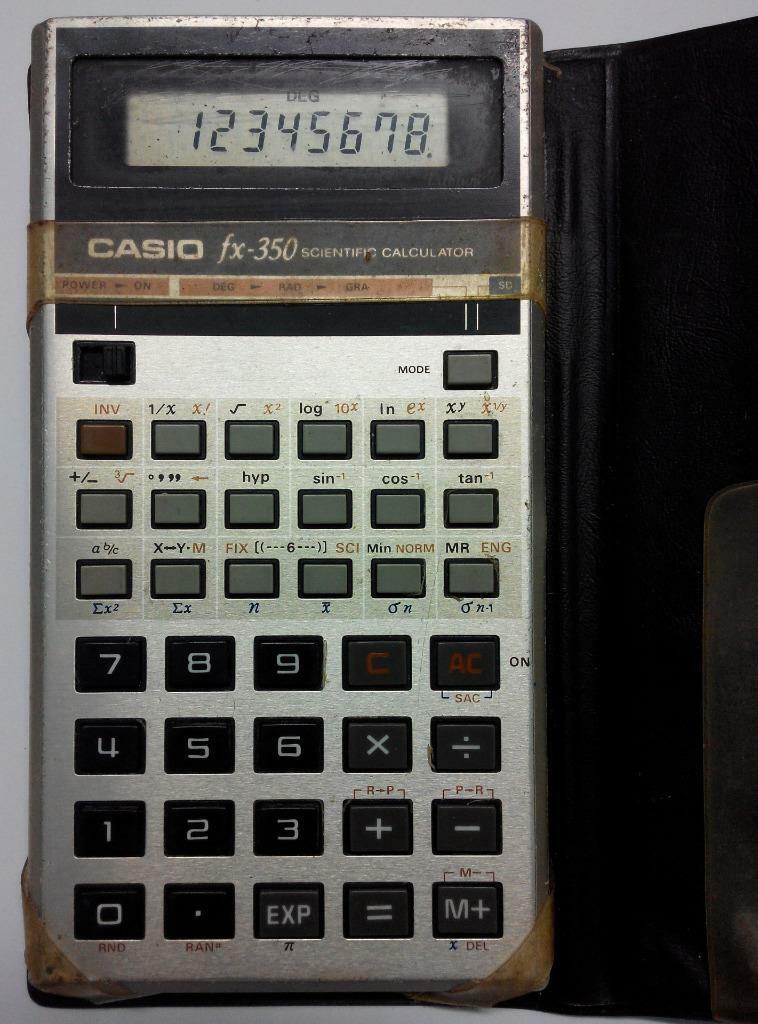 DEG
12345678.
CASIO fx-350 SCIENTIFIC CALCULATOR
POWER ► ON DEG ► RAD ► GRA SD
MODE
INV 1/x x! √ x² log 10ˣ ln eˣ xʸ x¹/ʸ
+/− ³√ °,,, ← hyp sin⁻¹ cos⁻¹ tan⁻¹
a b/c X↔Y·M FIX [(---6---)] SCI Min NORM MR ENG
Σx² Σx n x̄ σn σn-1
7 8 9 C AC ON
SAC
4 5 6 × ÷
R→P P→R
1 2 3 + −
M−
0 · EXP = M+
RND RAN# π x DEL